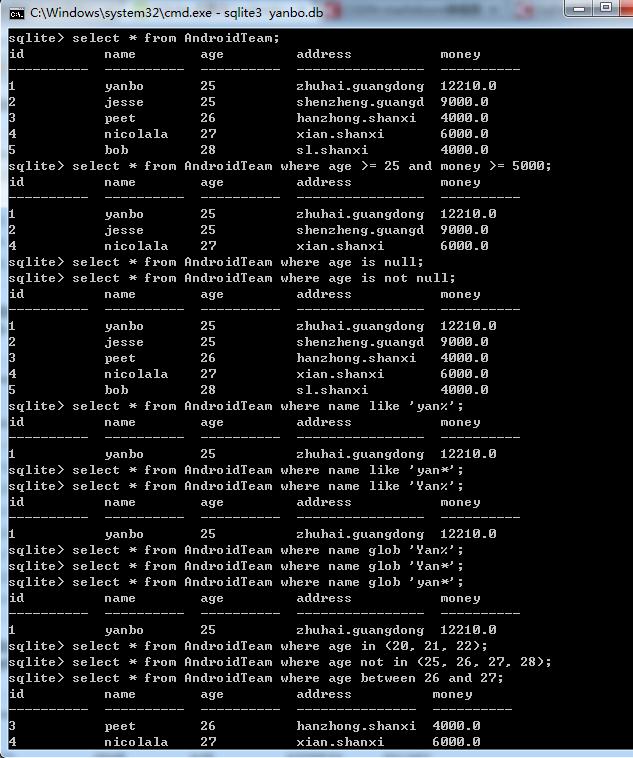 C:\Windows\system32\cmd.exe - sqlite3  yanbo.db
sqlite> select * from AndroidTeam;
id          name        age         address           money
----------  ----------  ----------  ----------------  ----------
1           yanbo       25          zhuhai.guangdong  12210.0
2           jesse       25          shenzheng.guangd  9000.0
3           peet        26          hanzhong.shanxi   4000.0
4           nicolala    27          xian.shanxi       6000.0
5           bob         28          sl.shanxi         4000.0
sqlite> select * from AndroidTeam where age >= 25 and money >= 5000;
id          name        age         address           money
----------  ----------  ----------  ----------------  ----------
1           yanbo       25          zhuhai.guangdong  12210.0
2           jesse       25          shenzheng.guangd  9000.0
4           nicolala    27          xian.shanxi       6000.0
sqlite> select * from AndroidTeam where age is null;
sqlite> select * from AndroidTeam where age is not null;
id          name        age         address           money
----------  ----------  ----------  ----------------  ----------
1           yanbo       25          zhuhai.guangdong  12210.0
2           jesse       25          shenzheng.guangd  9000.0
3           peet        26          hanzhong.shanxi   4000.0
4           nicolala    27          xian.shanxi       6000.0
5           bob         28          sl.shanxi         4000.0
sqlite> select * from AndroidTeam where name like 'yan%';
id          name        age         address           money
----------  ----------  ----------  ----------------  ----------
1           yanbo       25          zhuhai.guangdong  12210.0
sqlite> select * from AndroidTeam where name like 'yan*';
sqlite> select * from AndroidTeam where name like 'Yan%';
id          name        age         address           money
----------  ----------  ----------  ----------------  ----------
1           yanbo       25          zhuhai.guangdong  12210.0
sqlite> select * from AndroidTeam where name glob 'Yan%';
sqlite> select * from AndroidTeam where name glob 'Yan*';
sqlite> select * from AndroidTeam where name glob 'yan*';
id          name        age         address           money
----------  ----------  ----------  ----------------  ----------
1           yanbo       25          zhuhai.guangdong  12210.0
sqlite> select * from AndroidTeam where age in (20, 21, 22);
sqlite> select * from AndroidTeam where age not in (25, 26, 27, 28);
sqlite> select * from AndroidTeam where age between 26 and 27;
id          name        age         address          money
----------  ----------  ----------  ---------------  ----------
3           peet        26          hanzhong.shanxi  4000.0
4           nicolala    27          xian.shanxi      6000.0